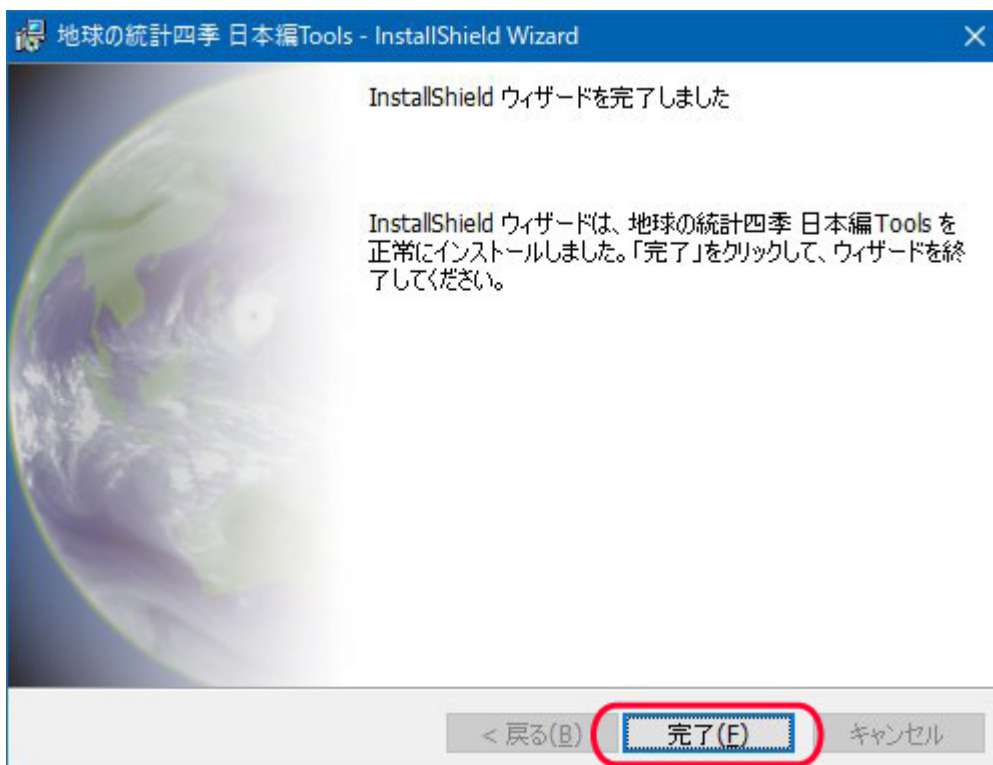 地球の統計四季 日本編Tools - InstallShield Wizard
InstallShield ウィザードを完了しました
InstallShield ウィザードは、地球の統計四季 日本編Tools を
正常にインストールしました。「完了」をクリックして、ウィザードを終
了してください。
< 戻る(B)
完了(F)
キャンセル